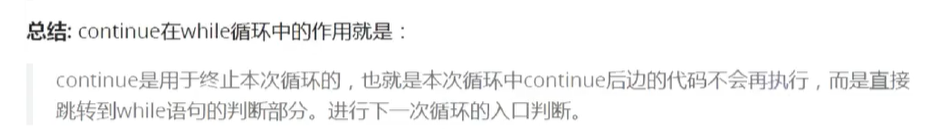 总结: continue在while循环中的作用就是：
continue是用于终止本次循环的，也就是本次循环中continue后边的代码不会再执行，而是直接
跳转到while语句的判断部分。进行下一次循环的入口判断。